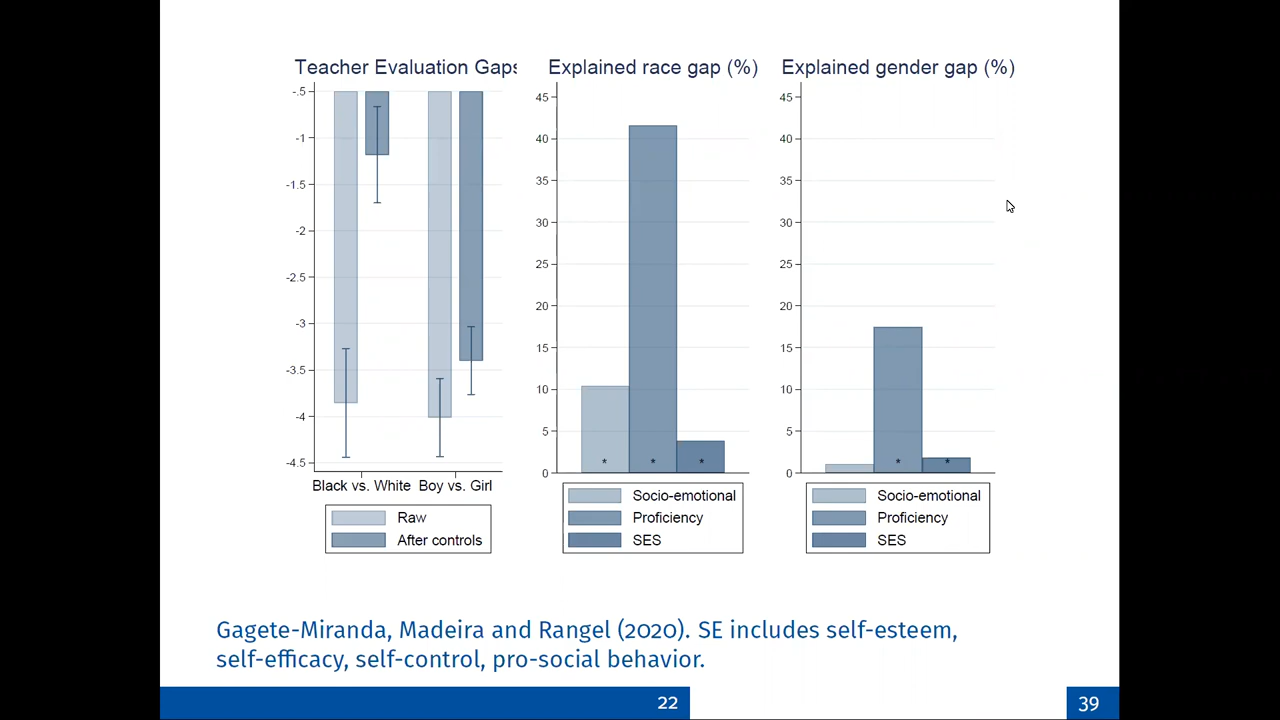 Teacher Evaluation Gaps
-.5
-1
-1.5
-2
-2.5
-3
-3.5
-4
-4.5
Black vs. White Boy vs. Girl
Raw
After controls
Explained race gap (%)
45
40
35
30
25
20
15
10
5
0
* * *
Socio-emotional
Proficiency
SES
Explained gender gap (%)
45
40
35
30
25
20
15
10
5
0
* *
Socio-emotional
Proficiency
SES
Gagete-Miranda, Madeira and Rangel (2020). SE includes self-esteem,
self-efficacy, self-control, pro-social behavior.
22
39